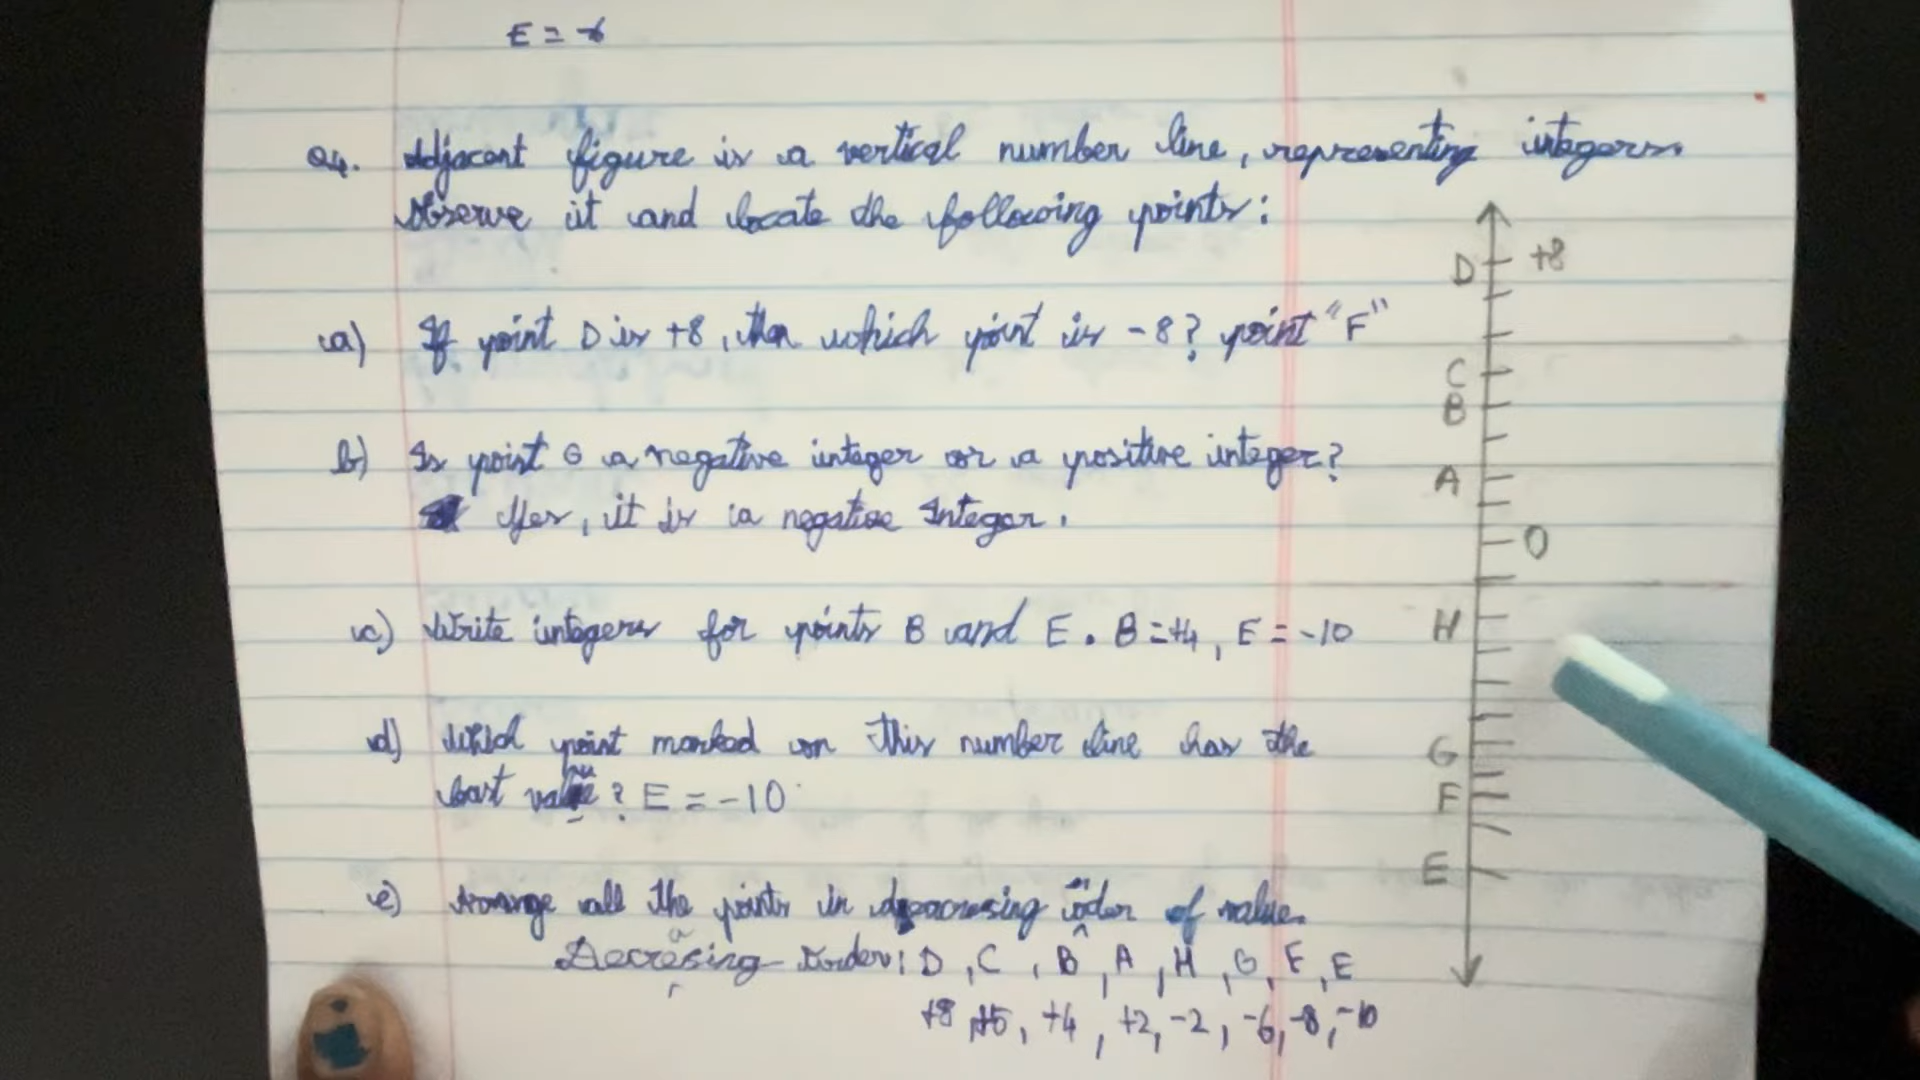 E = -6
Q4. Adjacent figure is a vertical number line, representing integers.
Observe it and locate the following points:
a) If point D is +8, then which point is -8? point "F"
b) Is point G a negative integer or a positive integer?
Yes, it is a negative Integer.
c) Write integers for points B and E. B=+4, E = -10
d) Which point marked on this number line has the
least value? E = -10
e) Arrange all the points in decreasing order of value.
Decreasing order: D, C, B, A, H, G, F, E
+8, +5, +4, +2, -2, -6, -8, -10
D +8
C
B
A
O
H
G
F
E